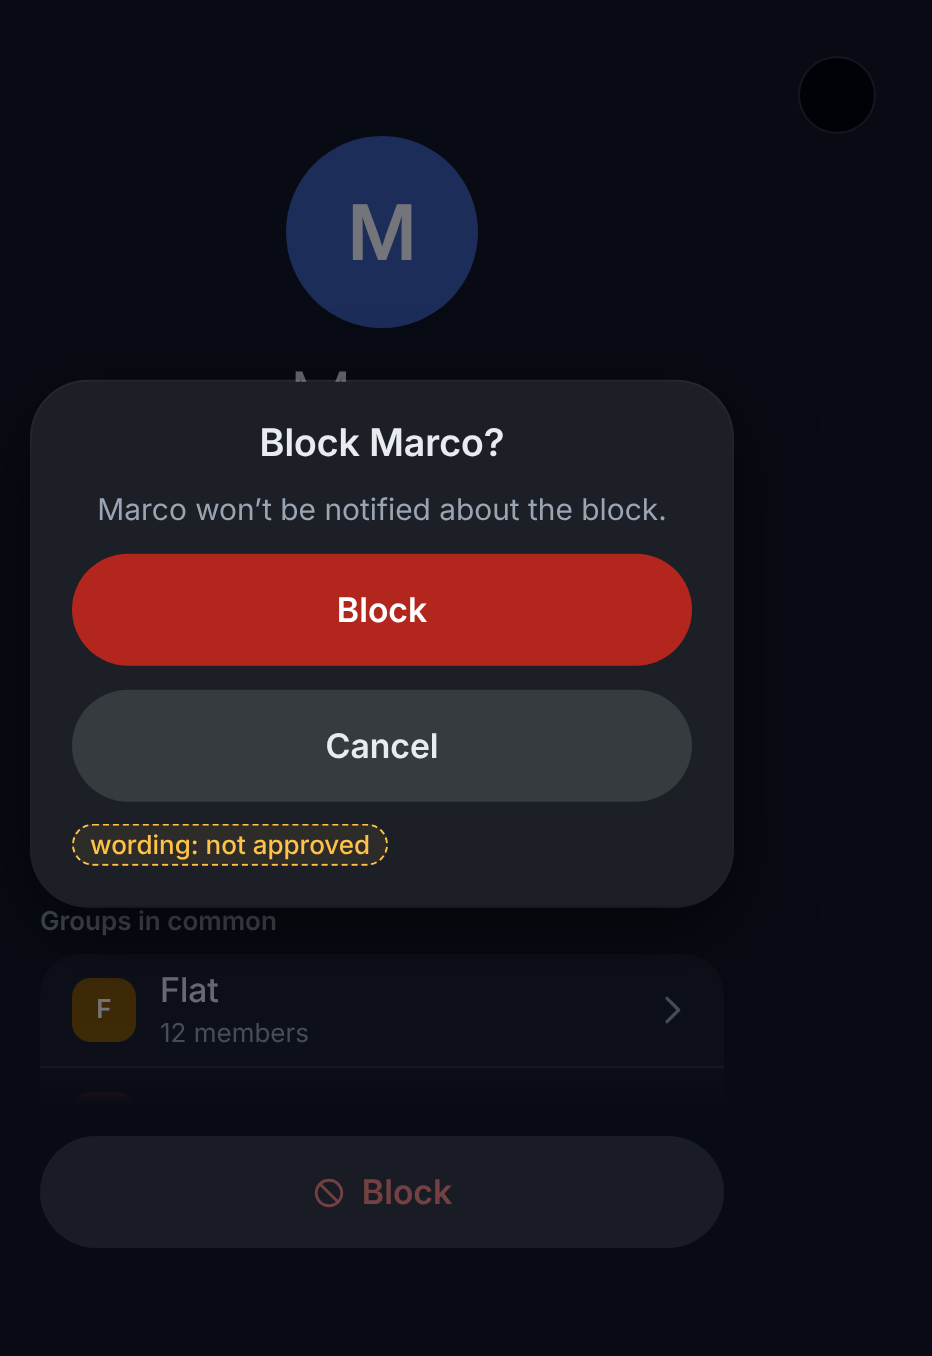 M
Block Marco?
Marco won’t be notified about the block.
Block
Cancel
wording: not approved
Groups in common
F
Flat
12 members
Block